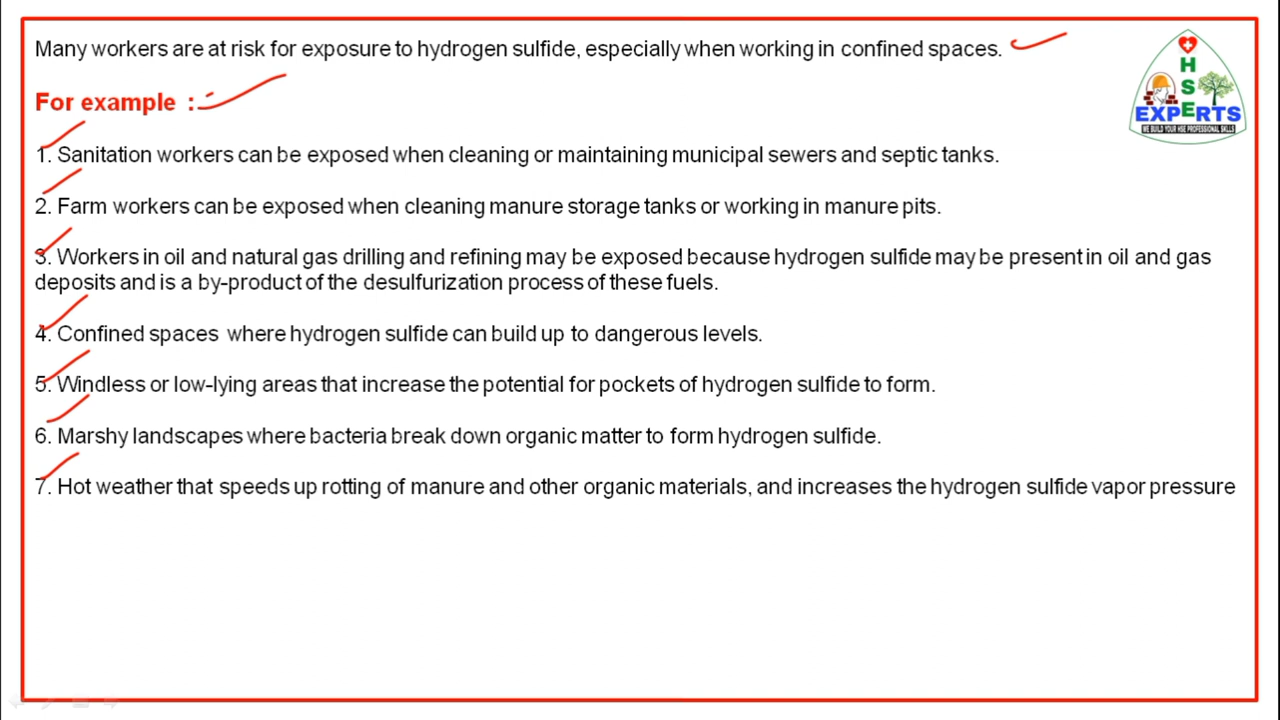 Many workers are at risk for exposure to hydrogen sulfide, especially when working in confined spaces.
For example :-
1. Sanitation workers can be exposed when cleaning or maintaining municipal sewers and septic tanks.
2. Farm workers can be exposed when cleaning manure storage tanks or working in manure pits.
3. Workers in oil and natural gas drilling and refining may be exposed because hydrogen sulfide may be present in oil and gas
deposits and is a by-product of the desulfurization process of these fuels.
4. Confined spaces where hydrogen sulfide can build up to dangerous levels.
5. Windless or low-lying areas that increase the potential for pockets of hydrogen sulfide to form.
6. Marshy landscapes where bacteria break down organic matter to form hydrogen sulfide.
7. Hot weather that speeds up rotting of manure and other organic materials, and increases the hydrogen sulfide vapor pressure
H
S
E
EXPERTS
WE BUILD YOUR HSE PROFESSIONAL SKILLS